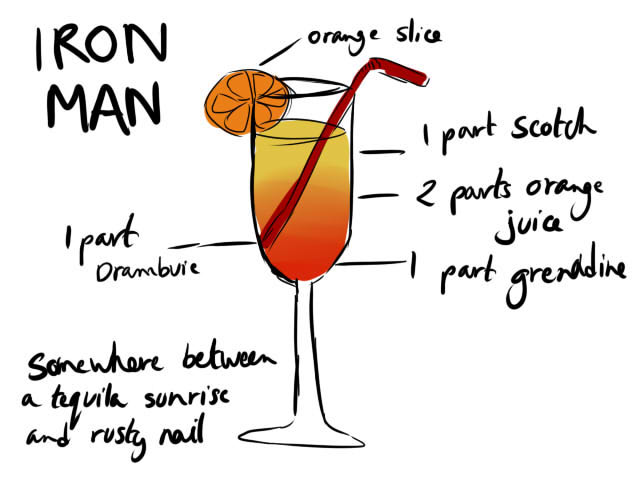 IRON
MAN
orange slice
1 part Scotch
2 parts orange
juice
1 part
Drambuie
1 part grenadine
Somewhere between
a tequila sunrise
and rusty nail